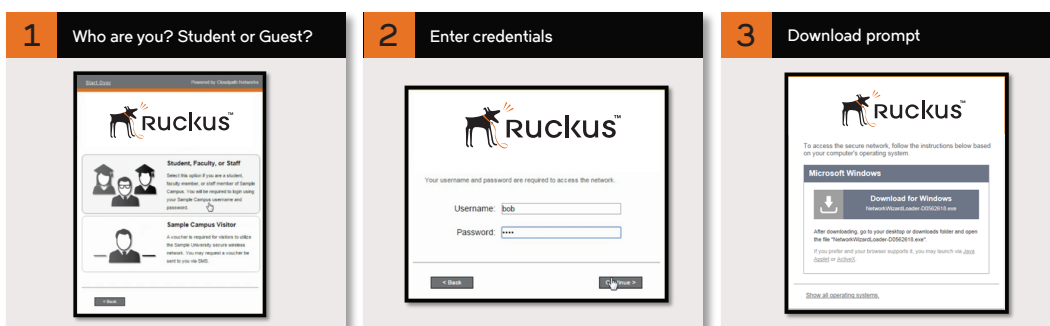 1 Who are you? Student or Guest?
Start Over Powered by Cloudpath Networks
Ruckus™
Student, Faculty, or Staff
Select this option if you are a student,
faculty member, or staff member of Sample
Campus. You will be required to login using
your Sample Campus username and
password.
Sample Campus Visitor
A voucher is required for visitors to utilize
the Sample University secure wireless
network. You may request a voucher be
sent to you via SMS.
< Back
2 Enter credentials
Ruckus™
Your username and password are required to access the network.
Username: bob
Password: ••••
< Back Continue >
3 Download prompt
Ruckus™
To access the secure network, follow the instructions below based
on your computer's operating system.
Microsoft Windows
Download for Windows
NetworkWizardLoader-D0562618.exe
After downloading, go to your desktop or downloads folder and open
the file "NetworkWizardLoader-D0562618.exe".
If you prefer and your browser supports it, you may launch via Java
Applet or ActiveX.
Show all operating systems.